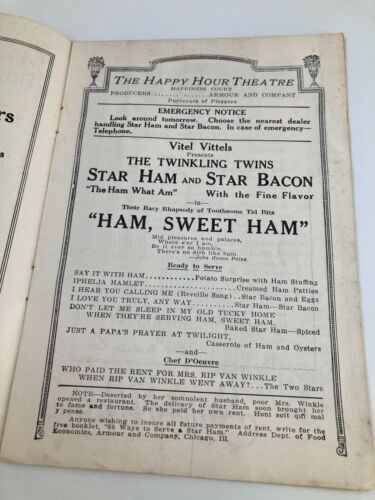 ers
s
THE HAPPY HOUR THEATRE
HAPPINESS COURT
PRODUCERS..............ARMOUR AND COMPANY
Purveyors of Pleasure
EMERGENCY NOTICE
Look around tomorrow. Choose the nearest dealer
handling Star Ham and Star Bacon. In case of emergency—
Telephone.
Vitel Vittels
Presents
THE TWINKLING TWINS
STAR HAM AND STAR BACON
"The Ham What Am" With the Fine Flavor
—in—
Their Racy Rhapsody of Toothsome Tid Bits
"HAM, SWEET HAM"
Mid pleasures and palaces,
Where e'er I am,
Be it ever so humble,
There's no dish like ham.
—John Howe Paine.
Ready to Serve
SAY IT WITH HAM............Potato Surprise with Ham Stuffing
IPHELIA HAMLET....................Creamed Ham Patties
I HEAR YOU CALLING ME (Reveille Song)..Star Bacon and Eggs
I LOVE YOU TRULY, ANY WAY..........Star Ham—Star Bacon
DON'T LET ME SLEEP IN MY OLD TUCKY HOME
WHEN THEY'RE SERVING HAM, SWEET HAM,
Baked Star Ham—Spiced
JUST A PAPA'S PRAYER AT TWILIGHT,
Casserole of Ham and Oysters
—and—
Chef D'Oeuvre
WHO PAID THE RENT FOR MRS. RIP VAN WINKLE
WHEN RIP VAN WINKLE WENT AWAY?...The Two Stars
NOTE—Deserted by her somnolent husband, poor Mrs. Winkle
opened a restaurant. The delicacy of Star Ham soon brought her
to fame and fortune. So she paid her own rent. Honi soit qui mal
y pense.
Anyone wishing to insure all future payments of rent, write for the
free booklet, "60 Ways to Serve a Star Ham." Address Dept. of Food
Economics, Armour and Company, Chicago, Ill.